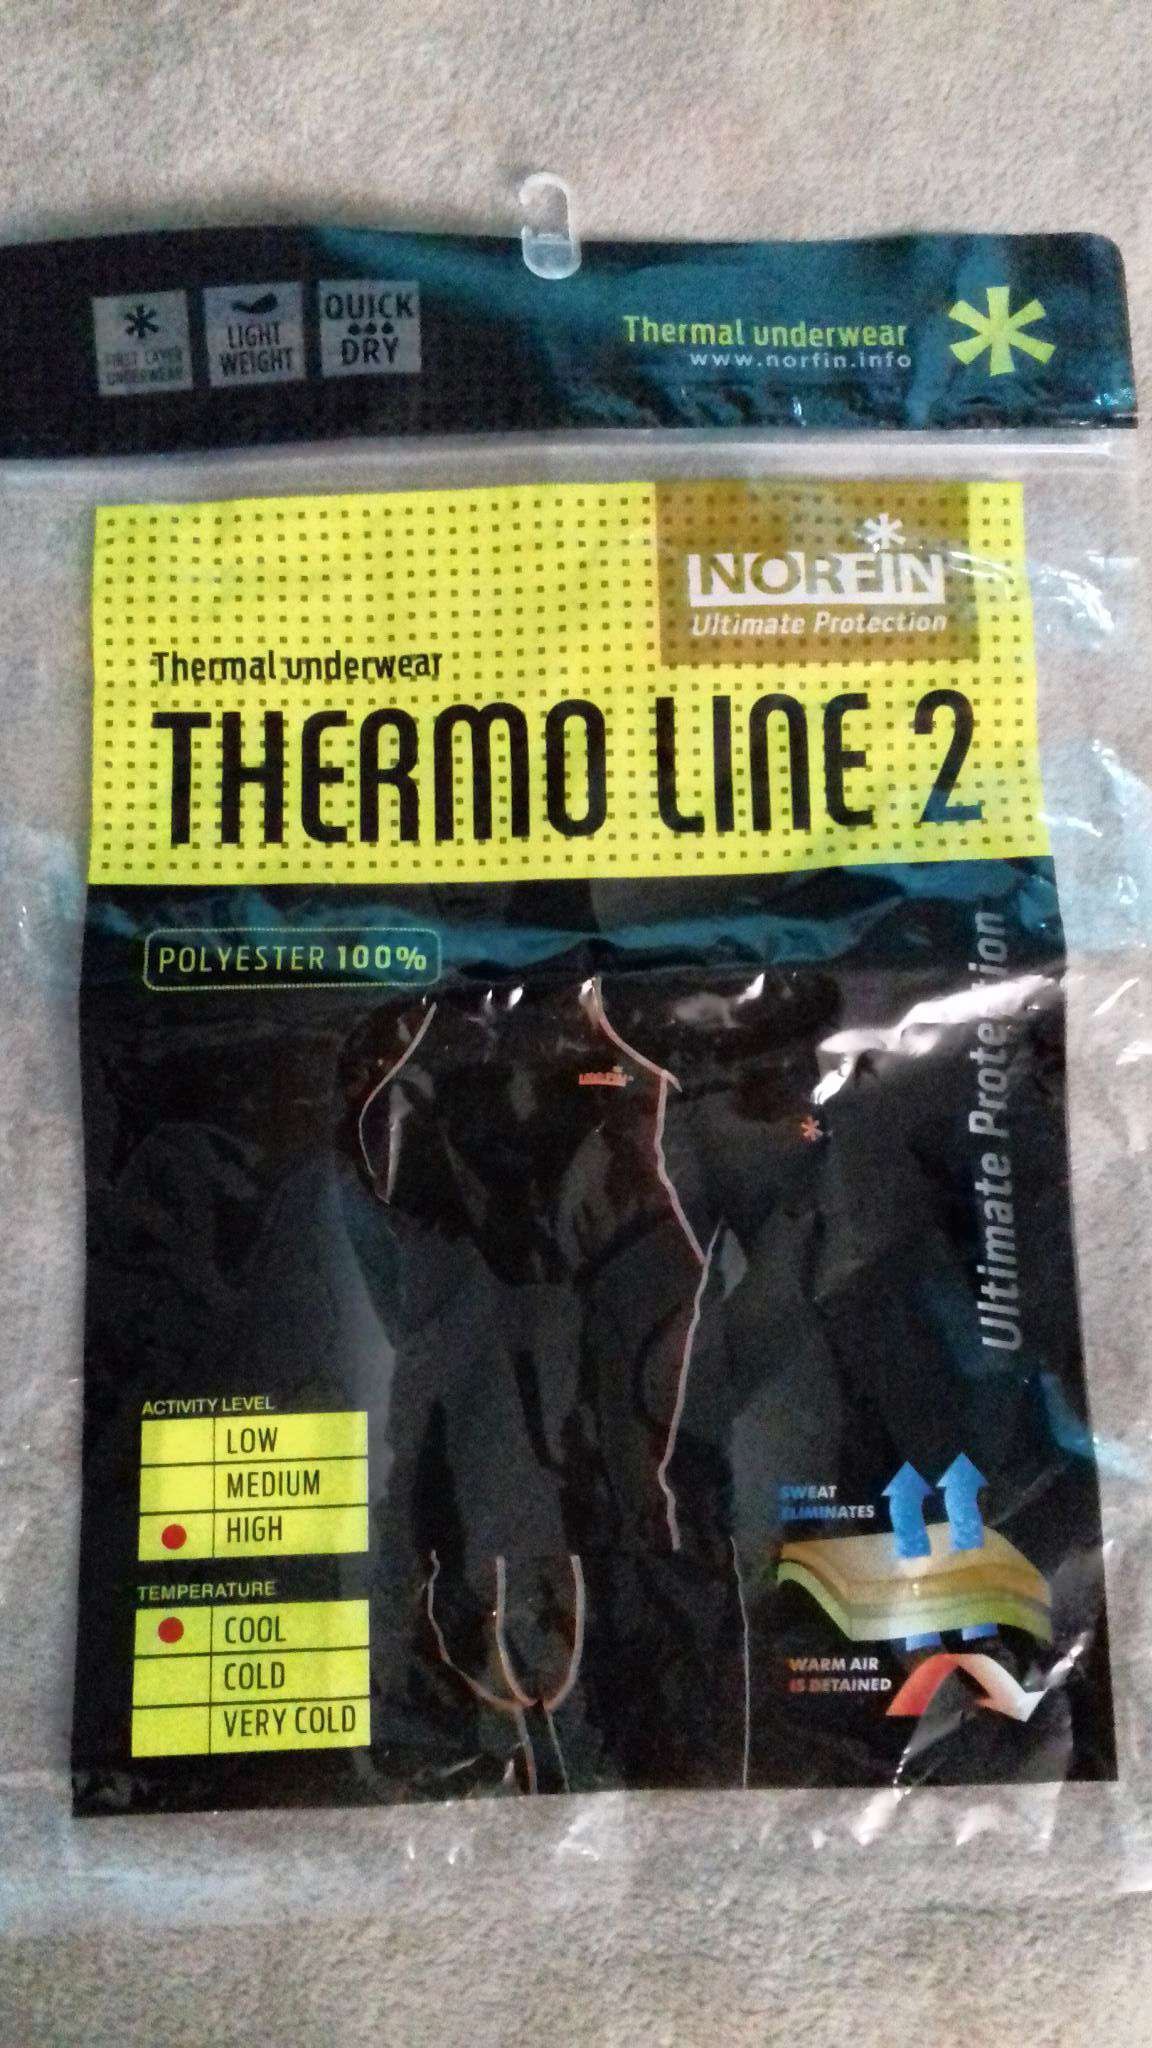 FIRST LAYER
UNDERWEAR
LIGHT
WEIGHT
QUICK
DRY
Thermal underwear
www.norfin.info
NORFIN
Ultimate Protection
Thermal underwear
THERMO LINE 2
POLYESTER 100%
NORFIN
Ultimate Protection
ACTIVITY LEVEL
LOW
MEDIUM
HIGH
TEMPERATURE
COOL
COLD
VERY COLD
SWEAT
ELIMINATES
WARM AIR
IS DETAINED